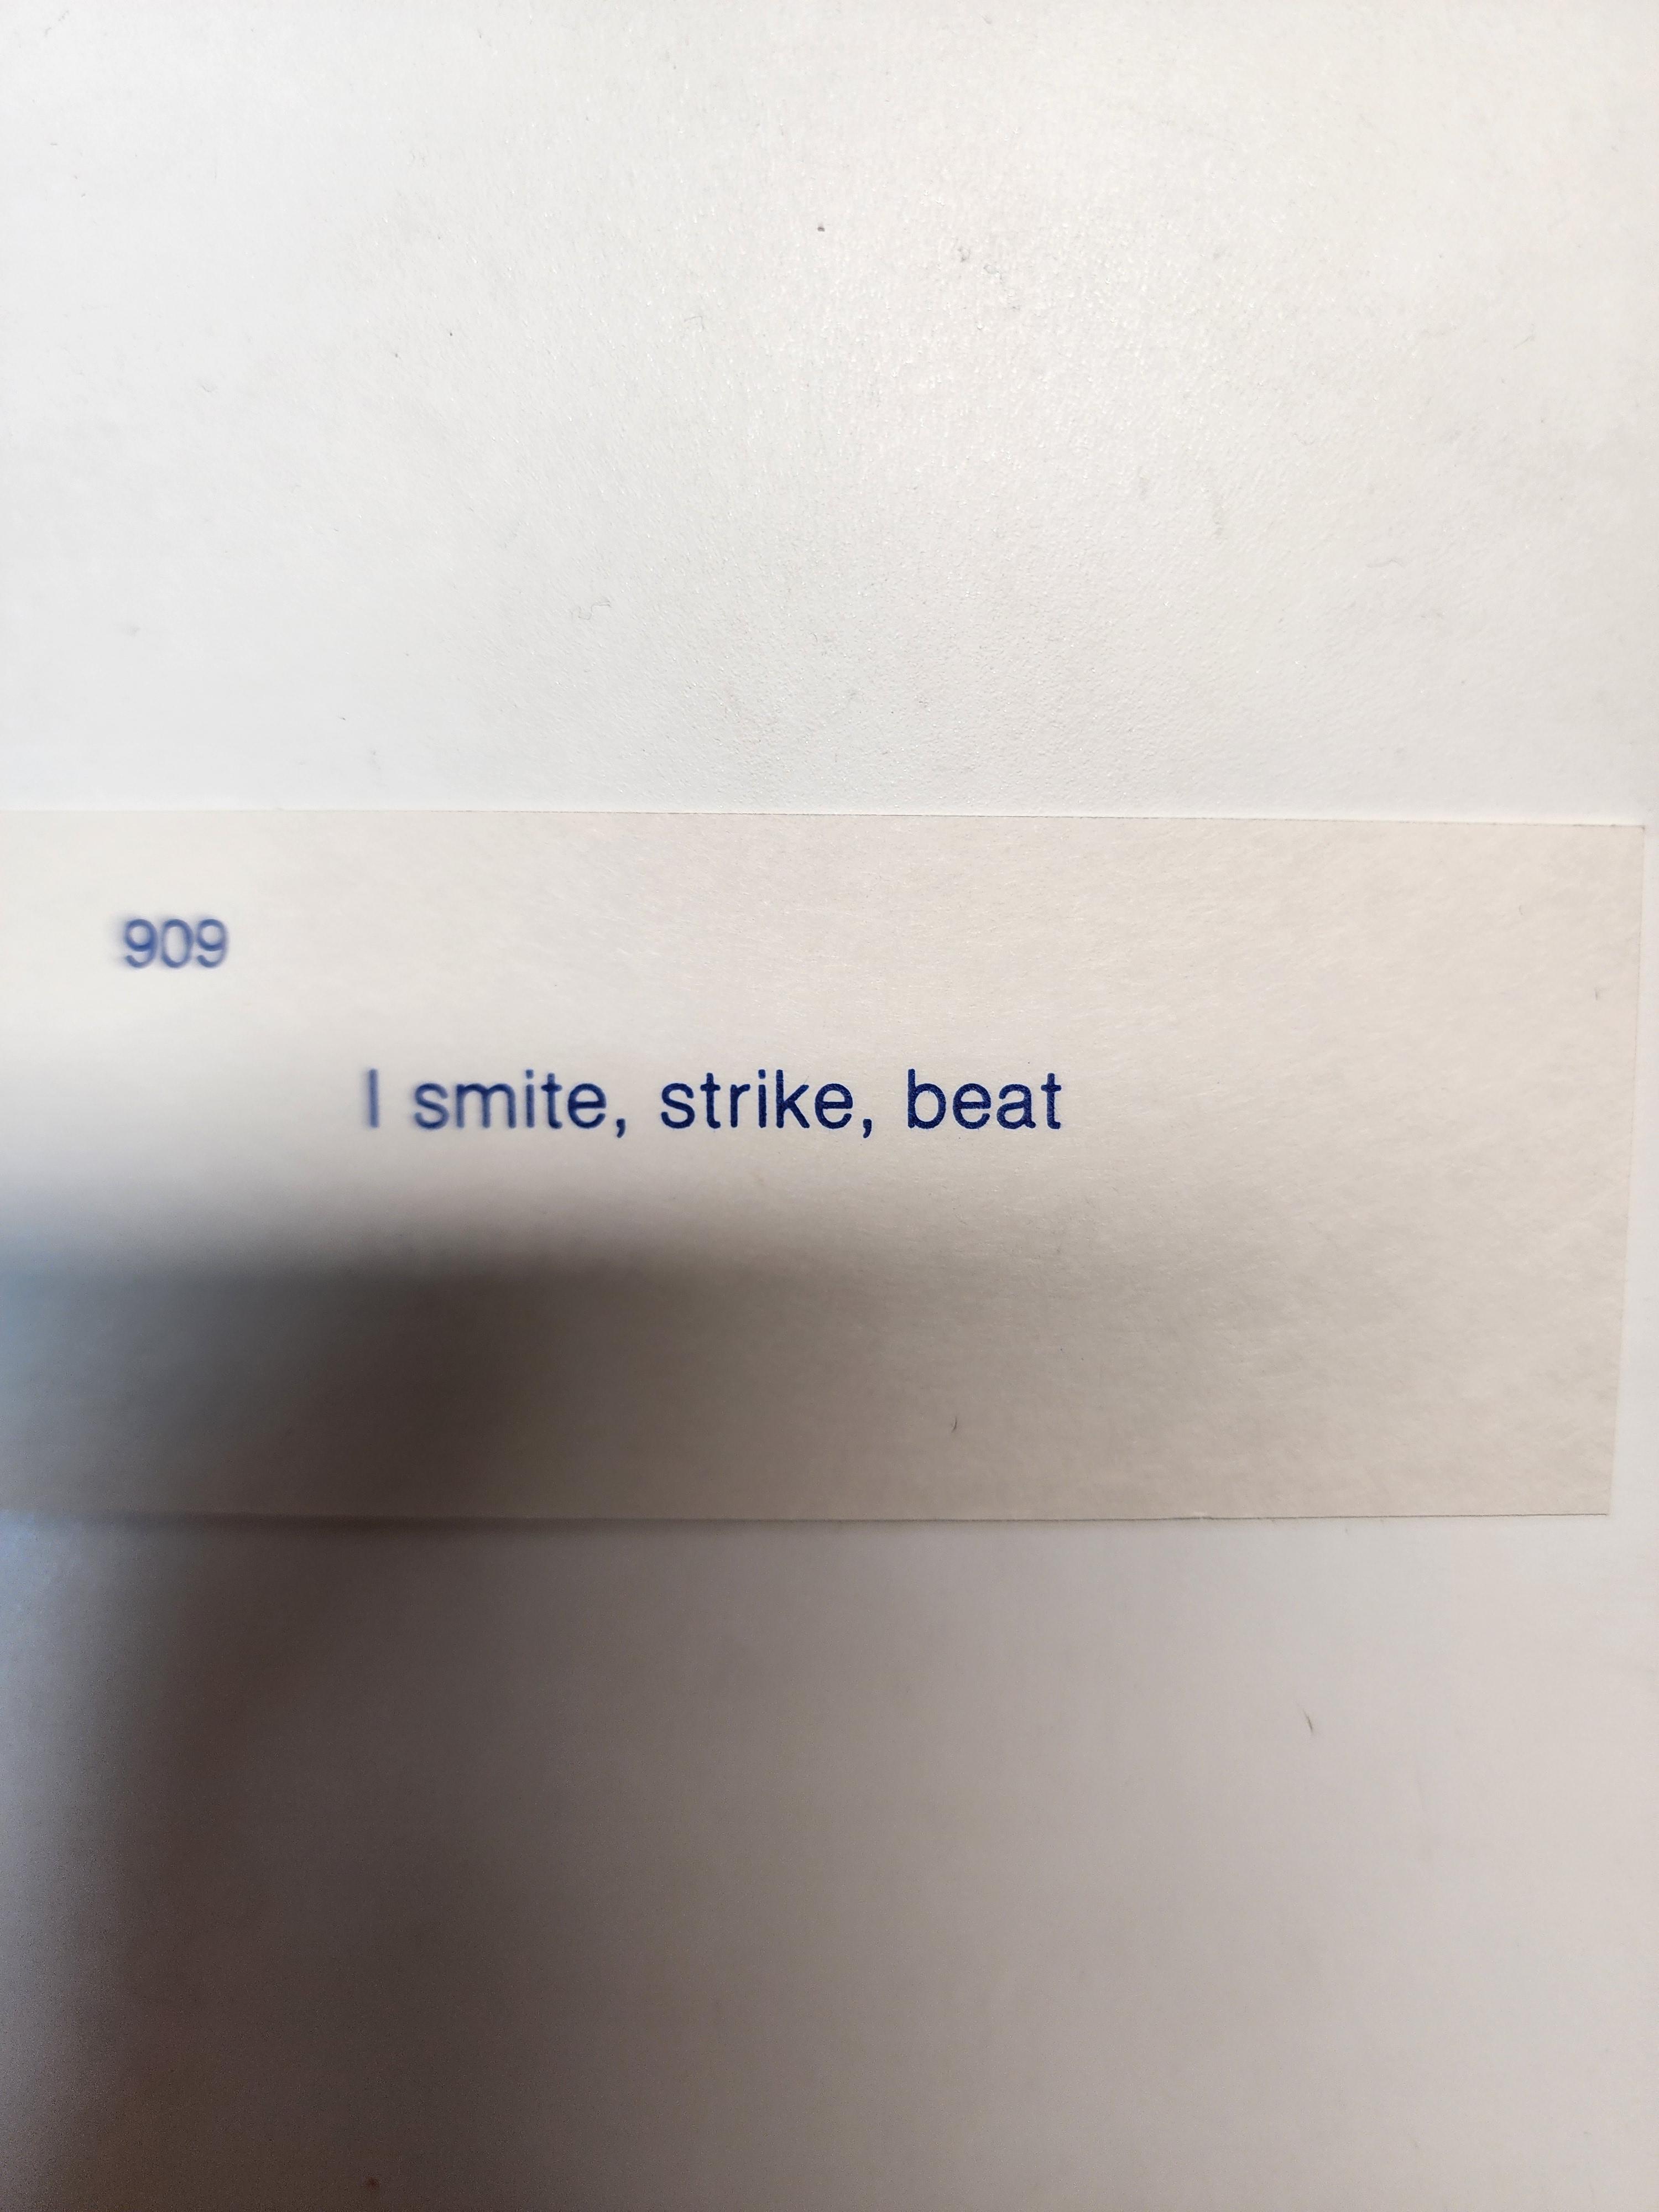 909
I smite, strike, beat